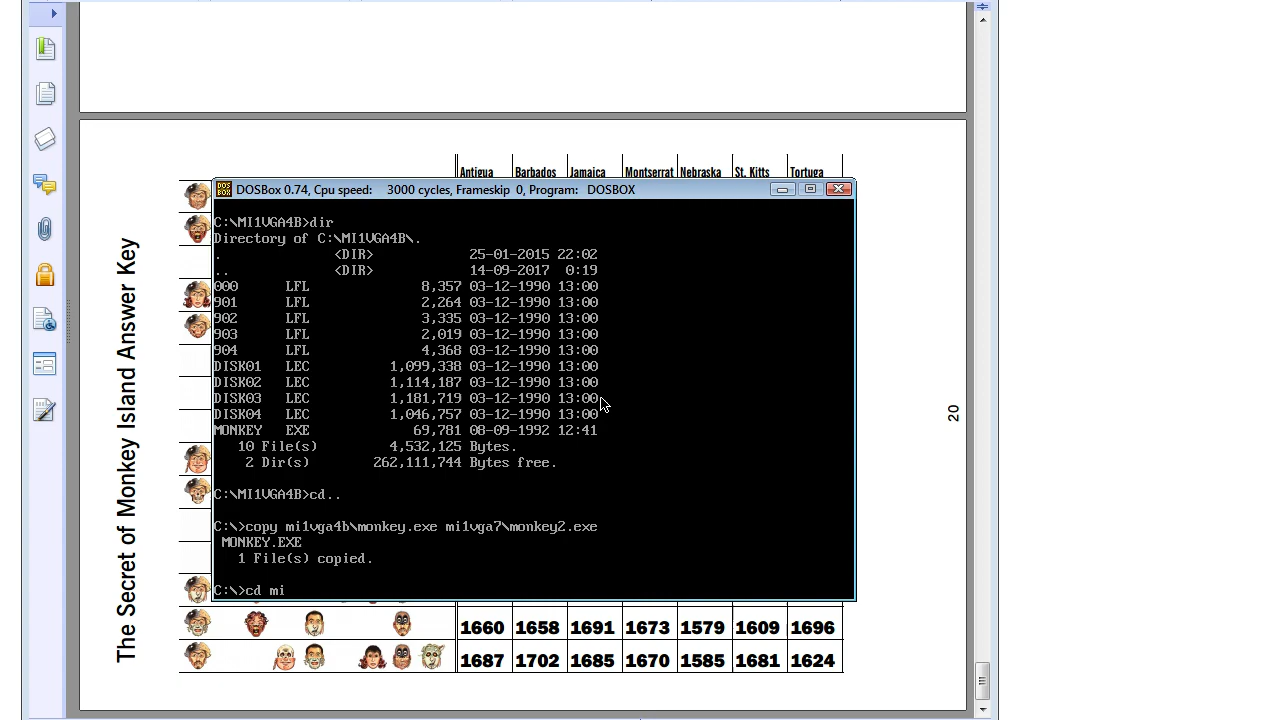 Antigua Barbados Jamaica Montserrat Nebraska St. Kitts Tortuga
DOSBox 0.74, Cpu speed: 3000 cycles, Frameskip 0, Program: DOSBOX
C:\MI1VGA4B>dir
Directory of C:\MI1VGA4B\.
. <DIR> 25-01-2015 22:02
.. <DIR> 14-09-2017 0:19
000 LFL 8,357 03-12-1990 13:00
901 LFL 2,264 03-12-1990 13:00
902 LFL 3,335 03-12-1990 13:00
903 LFL 2,019 03-12-1990 13:00
904 LFL 4,368 03-12-1990 13:00
DISK01 LEC 1,099,338 03-12-1990 13:00
DISK02 LEC 1,114,187 03-12-1990 13:00
DISK03 LEC 1,181,719 03-12-1990 13:00
DISK04 LEC 1,046,757 03-12-1990 13:00
MONKEY EXE 69,781 08-09-1992 12:41
10 File(s) 4,532,125 Bytes.
2 Dir(s) 262,111,744 Bytes free.
C:\MI1VGA4B>cd..
C:\>copy mi1vga4b\monkey.exe mi1vga7\monkey2.exe
MONKEY.EXE
1 File(s) copied.
C:\>cd mi
1660 1658 1691 1673 1579 1609 1696
1687 1702 1685 1670 1585 1681 1624
The Secret of Monkey Island Answer Key
20